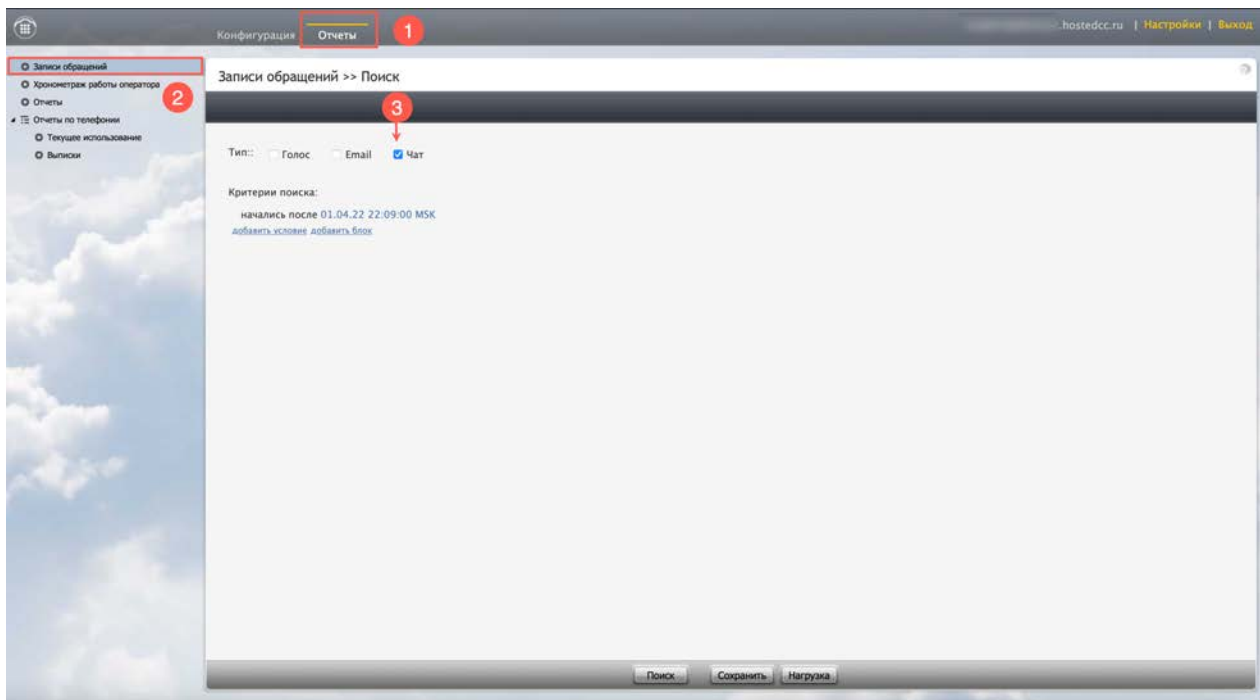 Конфигурация Отчеты 1 .hostedcc.ru | Настройки | Выход
Записи обращений
Хронометраж работы оператора
2
Отчеты
Отчеты по телефонии
Текущее использование
Выписки
Записи обращений >> Поиск
3
Тип:: Голос Email Чат
Критерии поиска:
начались после 01.04.22 22:09:00 MSK
добавить условие добавить блок
Поиск Сохранить Нагрузка